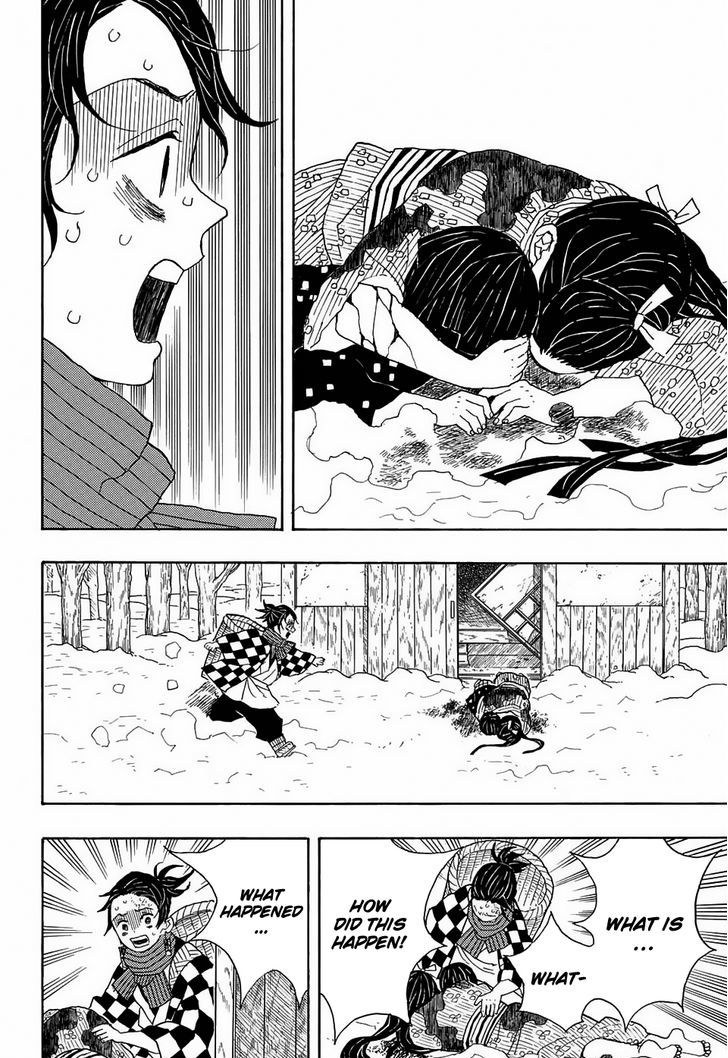 WHAT
HAPPENED
...
HOW
DID THIS
HAPPEN!
WHAT IS
...
WHAT-